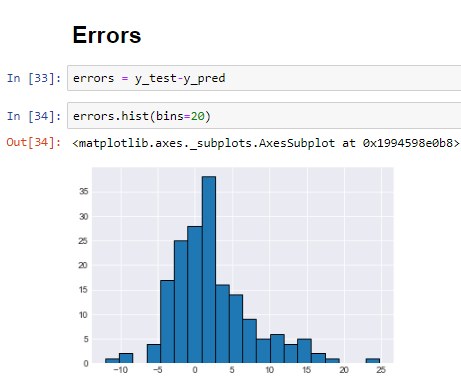 Errors
In [33]: errors = y_test-y_pred
In [34]: errors.hist(bins=20)
Out[34]: <matplotlib.axes._subplots.AxesSubplot at 0x1994598e0b8>
35
30
25
20
15
10
5
0
−10 −5 0 5 10 15 20 25